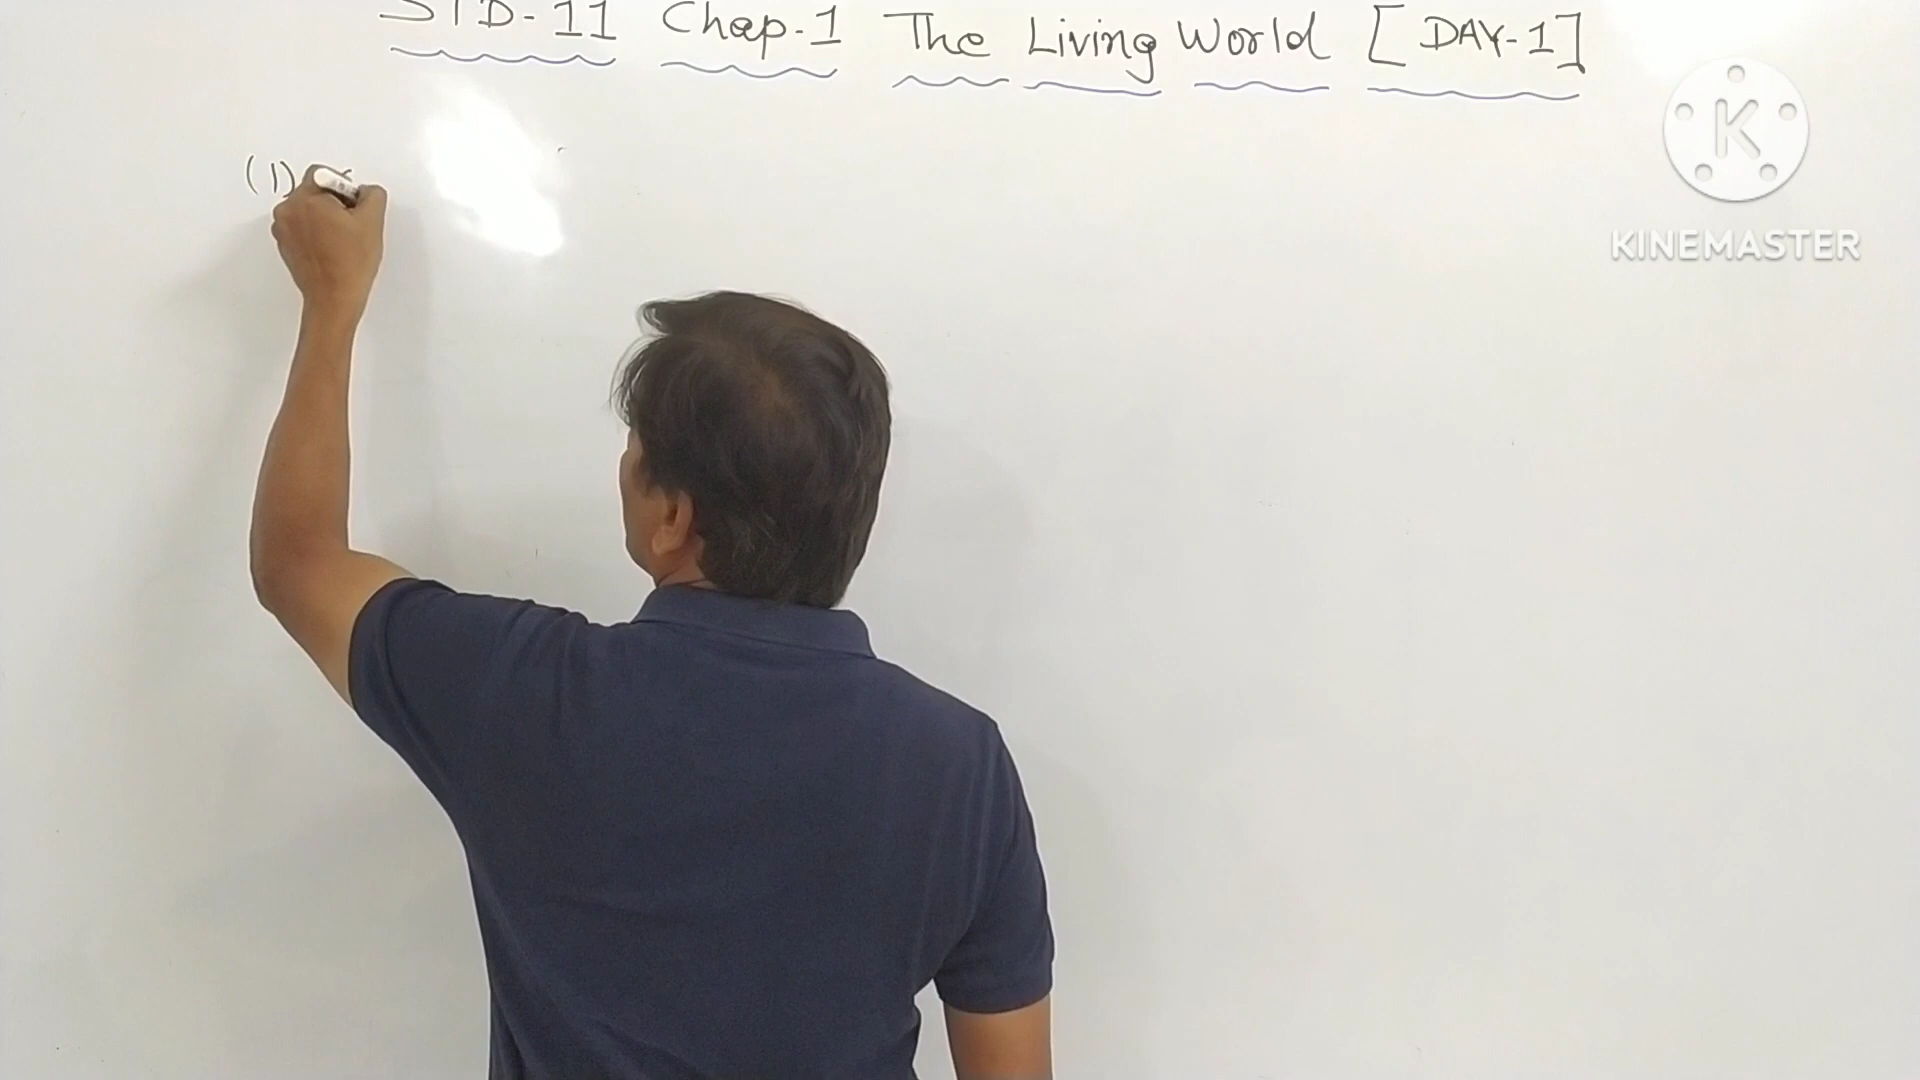 STD-11 Chap-1 The Living World [DAY-1]
(1)
K
KINEMASTER